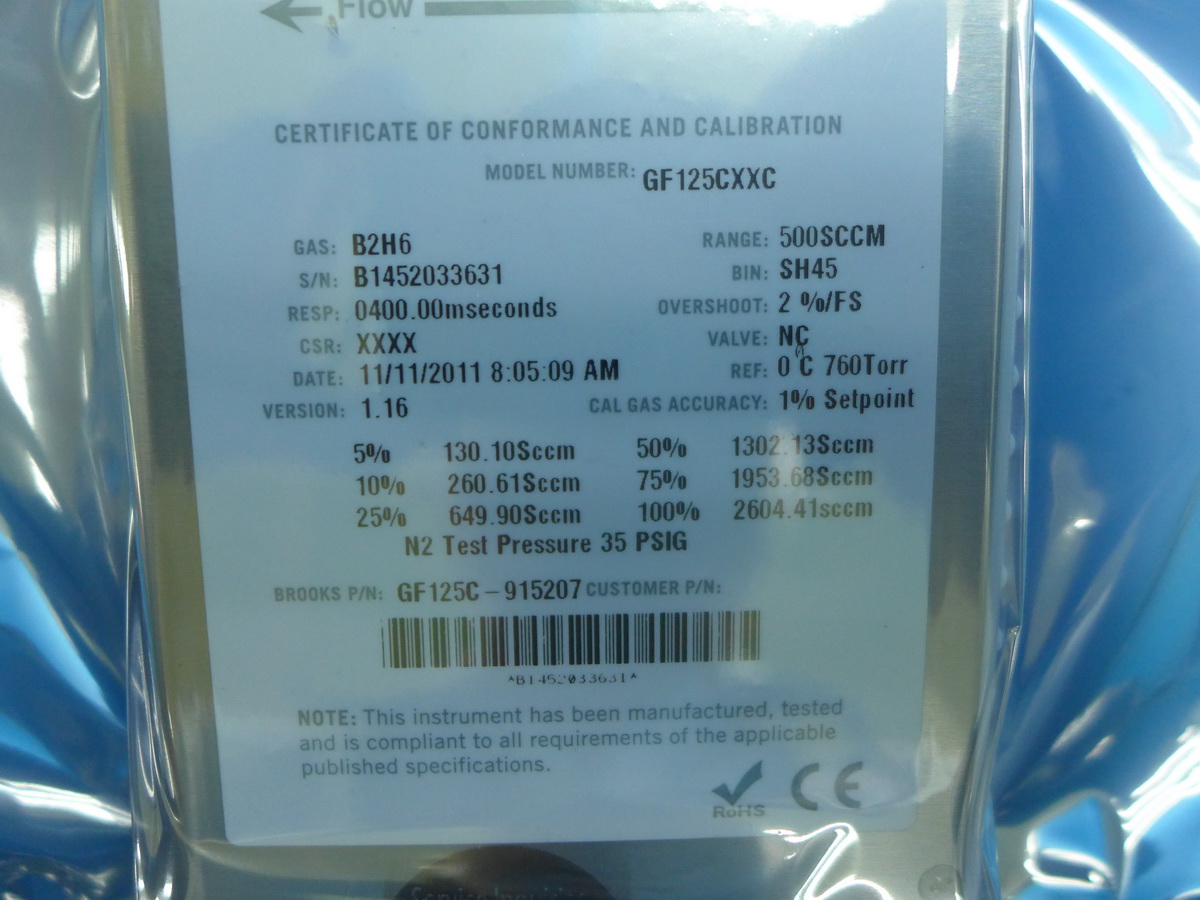 Flow
CERTIFICATE OF CONFORMANCE AND CALIBRATION
MODEL NUMBER: GF125CXXC
GAS: B2H6 RANGE: 500SCCM
S/N: B1452033631 BIN: SH45
RESP: 0400.00mseconds OVERSHOOT: 2 %/FS
CSR: XXXX VALVE: NC
DATE: 11/11/2011 8:05:09 AM REF: 0 C 760Torr
VERSION: 1.16 CAL GAS ACCURACY: 1% Setpoint
5% 130.10Sccm 50% 1302.13Sccm
10% 260.61Sccm 75% 1953.68Sccm
25% 649.90Sccm 100% 2604.41sccm
N2 Test Pressure 35 PSIG
BROOKS P/N: GF125C-915207 CUSTOMER P/N:
*B1452033631*
NOTE: This instrument has been manufactured, tested
and is compliant to all requirements of the applicable
published specifications.
RoHS CE